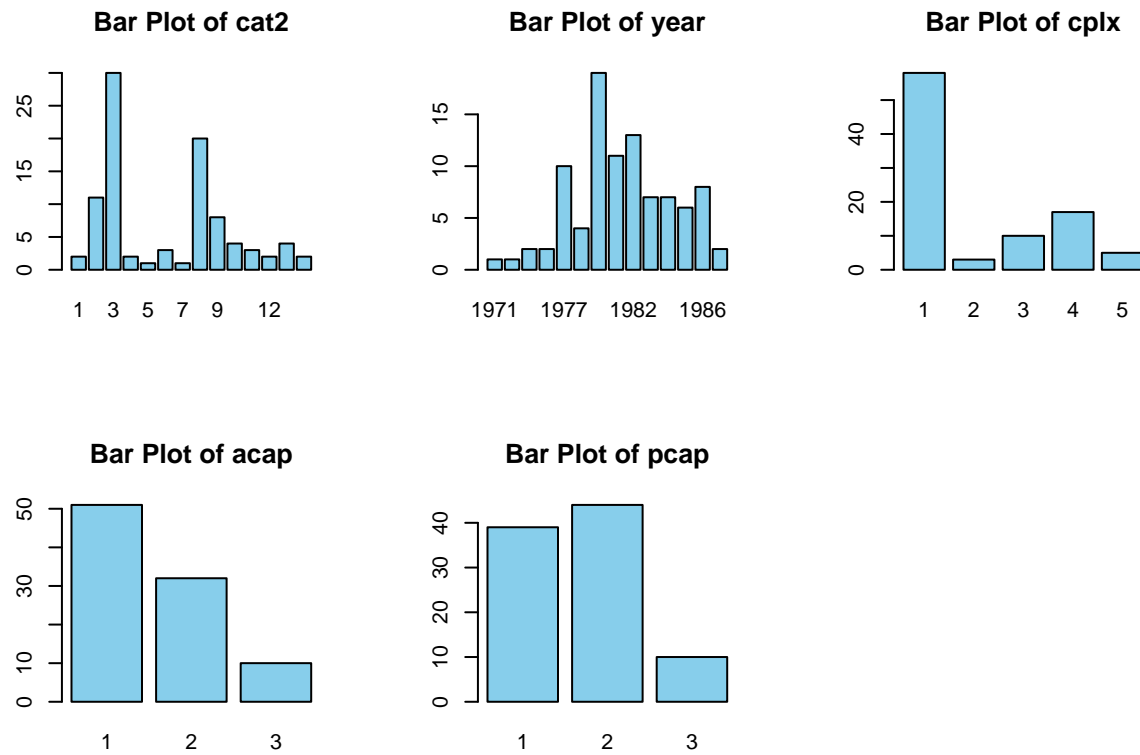 Bar Plot of cat2
25
15
5
0
1 3 5 7 9 12
Bar Plot of year
15
10
5
0
1971 1977 1982 1986
Bar Plot of cplx
40
20
0
1 2 3 4 5
Bar Plot of acap
50
30
10
0
1 2 3
Bar Plot of pcap
40
30
20
10
0
1 2 3